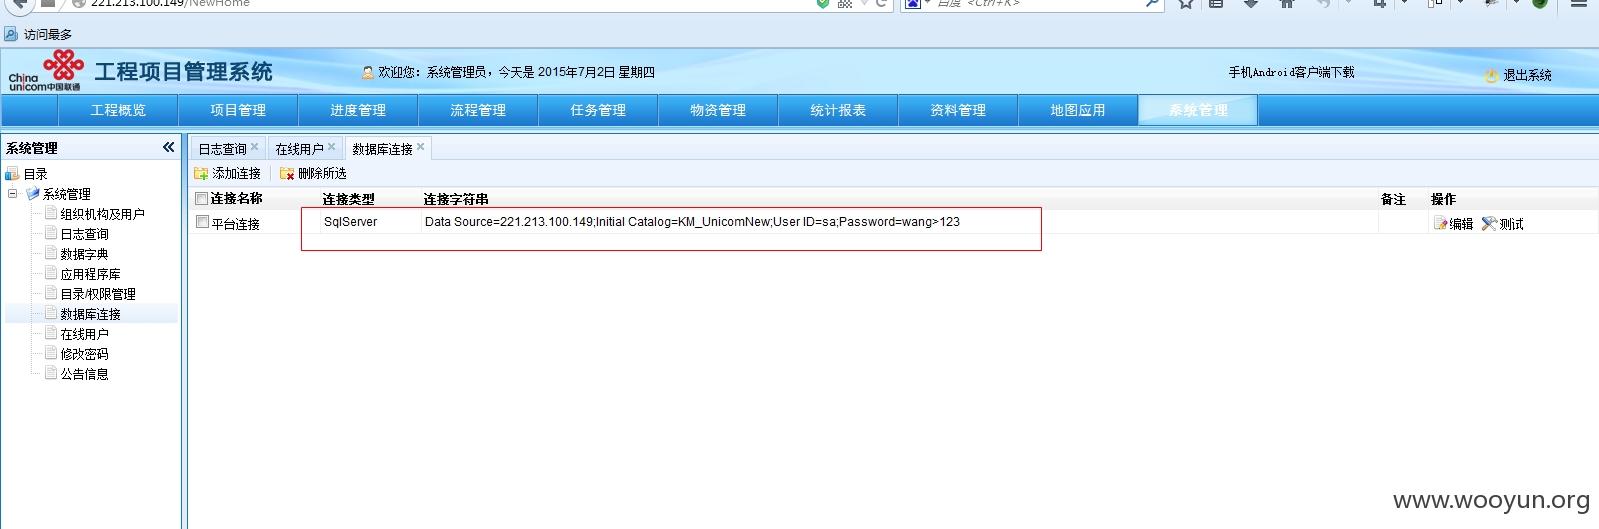 221.213.100.149/NewHome
百度 <Ctrl+K>
访问最多
China
unicom中国联通
工程项目管理系统
欢迎您：系统管理员，今天是 2015年7月2日 星期四
手机Android客户端下载
退出系统
工程概览 项目管理 进度管理 流程管理 任务管理 物资管理 统计报表 资料管理 地图应用 系统管理
系统管理
目录
系统管理
组织机构及用户
日志查询
数据字典
应用程序库
目录/权限管理
数据库连接
在线用户
修改密码
公告信息
日志查询 在线用户 数据库连接
添加连接 删除所选
连接名称 连接类型 连接字符串 备注 操作
平台连接 SqlServer Data Source=221.213.100.149;Initial Catalog=KM_UnicomNew;User ID=sa;Password=wang>123 编辑 测试
www.wooyun.org